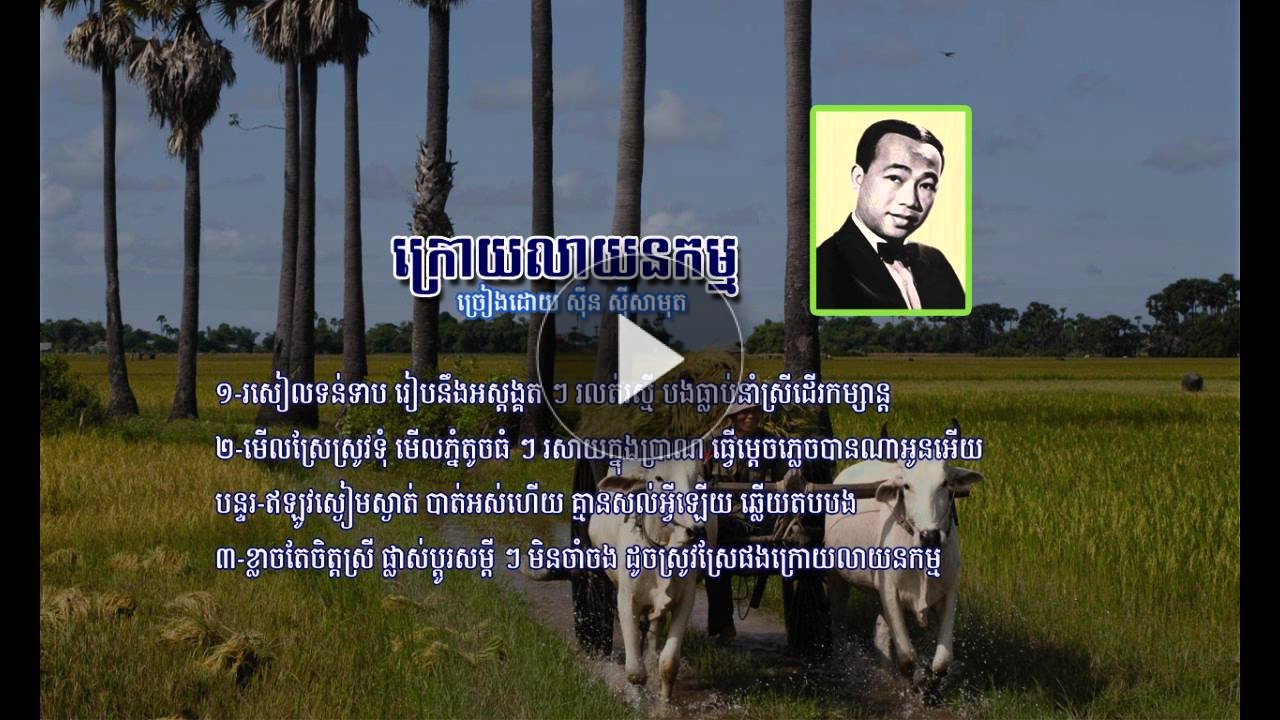 ក្រោយលាយនកម្ម
ច្រៀងដោយ ស៊ីន ស៊ីសាមុត
១-រសៀលទន់ទាប រៀបនឹងអស្តង្គត ៗ រលត់រស្មី បងធ្លាប់នាំស្រីដើរកម្សាន្ត
២-មើលស្រែស្រូវទុំ មើលភ្នំតូចធំ ៗ រសាយក្នុងប្រាណ ធ្វើម្តេចភ្លេចបានណាអូនអើយ
បន្ទរ-ឥឡូវស្ងៀមស្ងាត់ បាត់អស់ហើយ គ្មានសល់អ្វីឡើយ ឆ្លើយតបបង
៣-ខ្លាចតែចិត្តស្រី ផ្លាស់ប្តូរសម្តី ៗ មិនចាំចង ដូចស្រូវស្រែផងក្រោយលាយនកម្ម